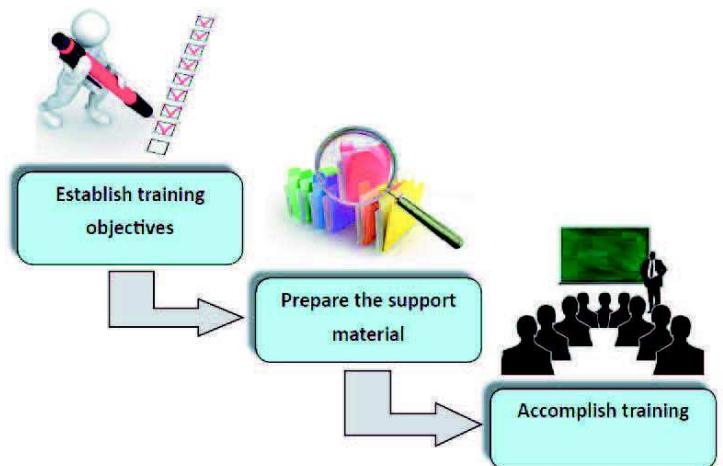 Establish training
objectives
Prepare the support
material
Accomplish training